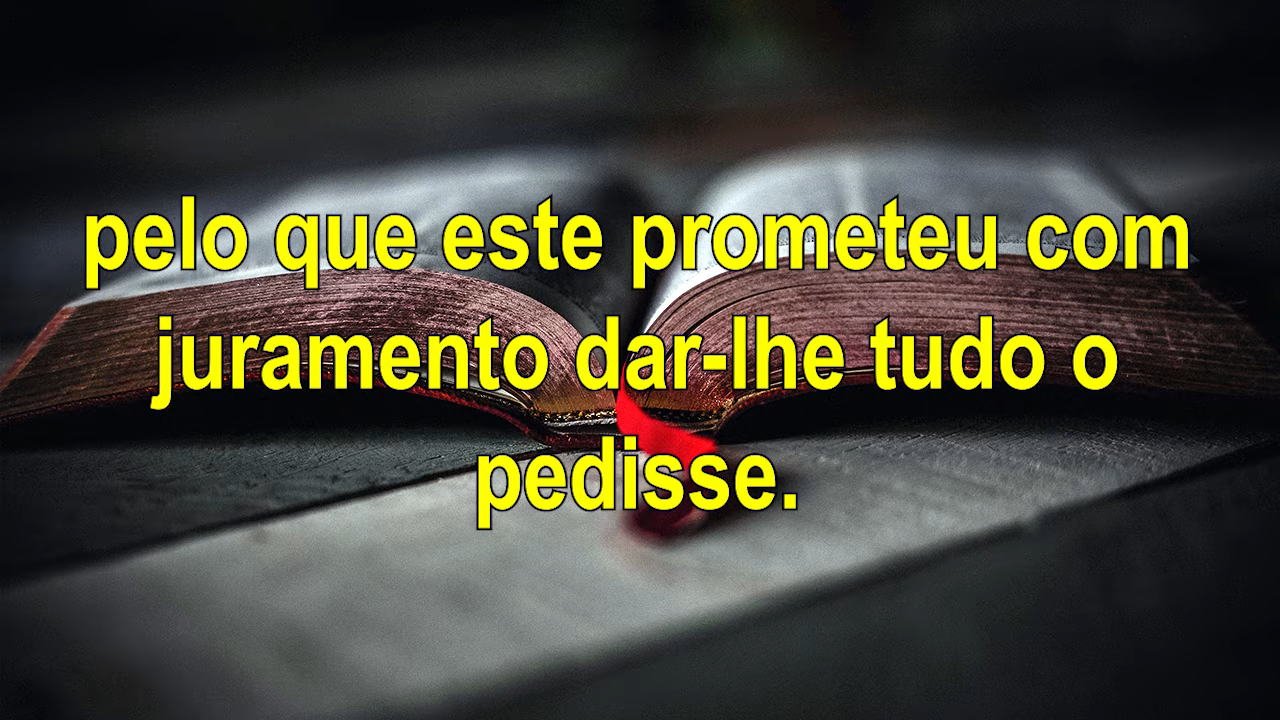 pelo que este prometeu com
juramento dar-lhe tudo o
pedisse.